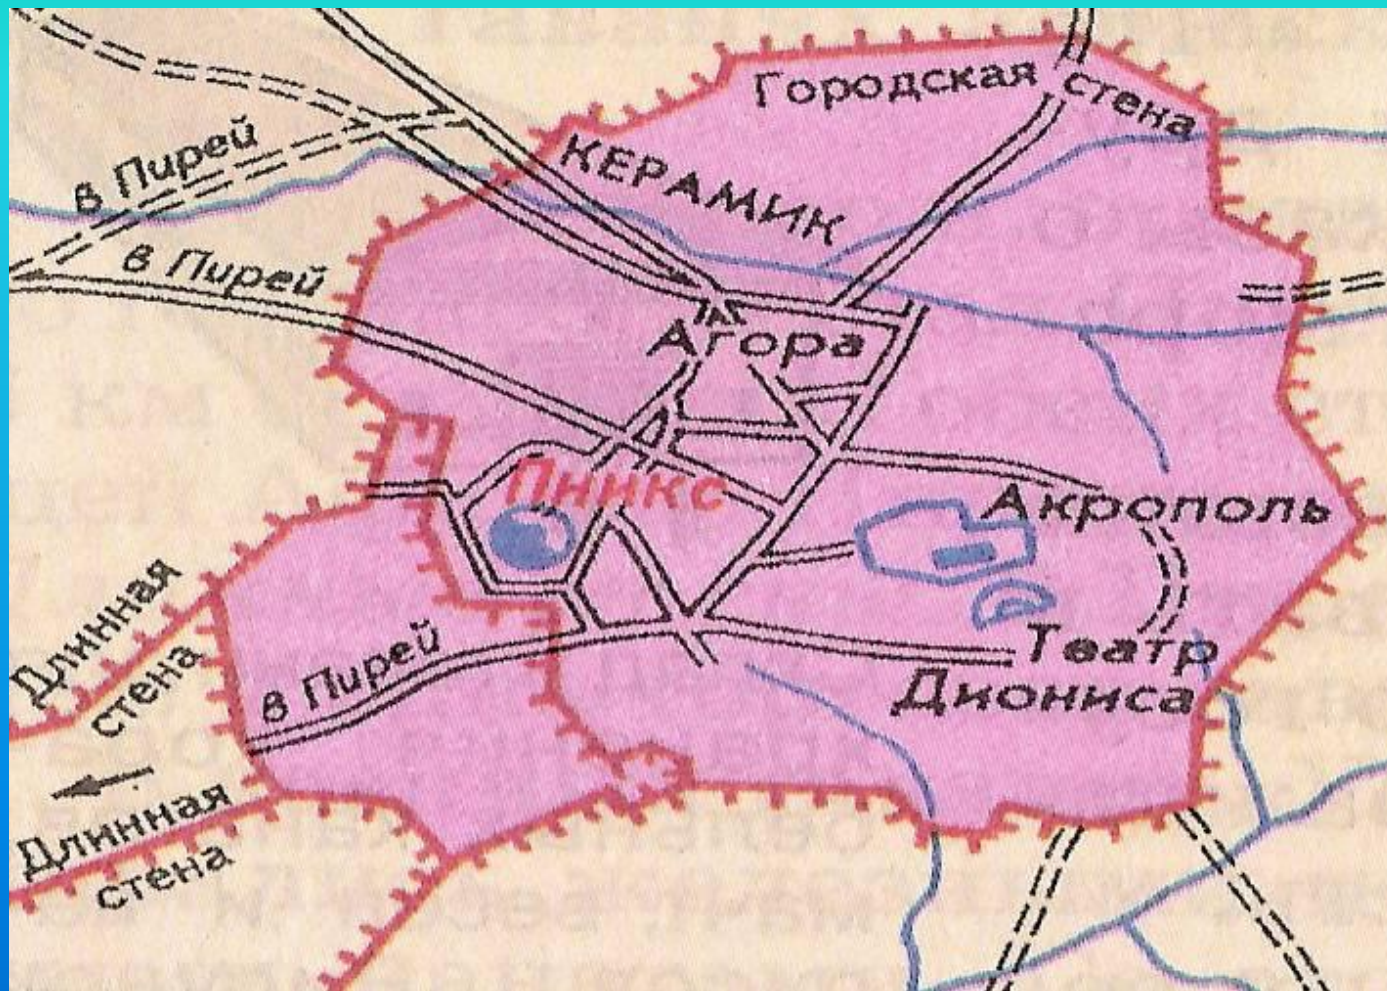 Городская стена
КЕРАМИК
в Пирей
в Пирей
Агора
Пникс
Акрополь
Длинная
стена
в Пирей
Театр
Диониса
Длинная
стена